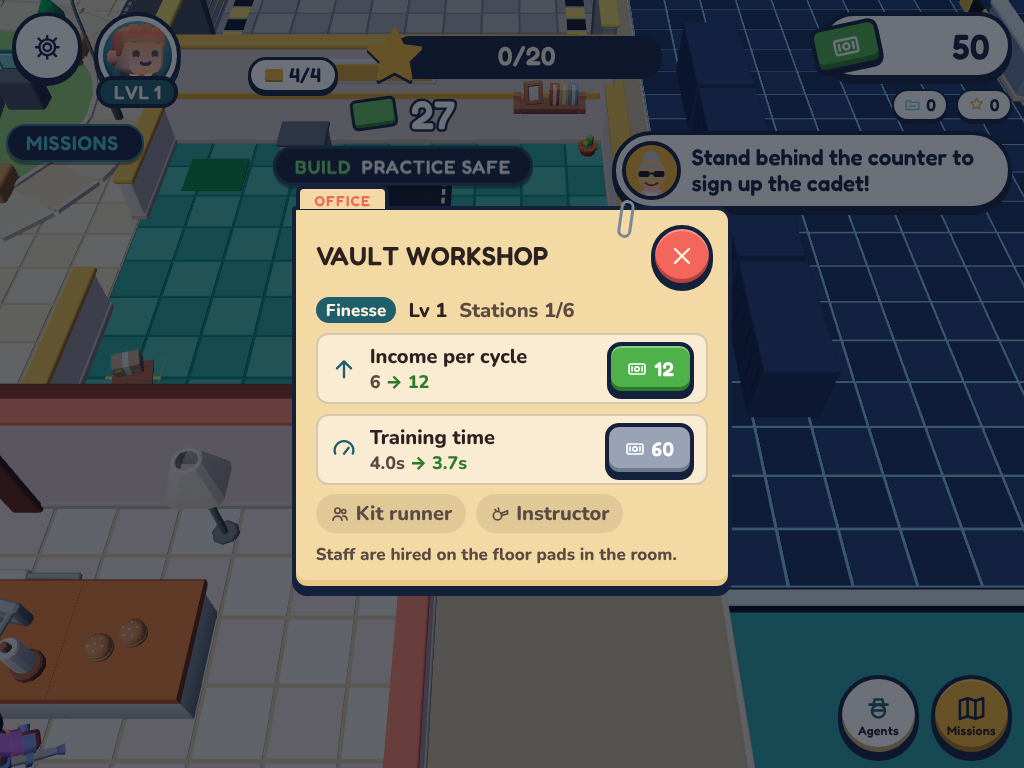 LVL 1
4/4
0/20
50
0
0
MISSIONS
27
BUILD PRACTICE SAFE
Stand behind the counter to
sign up the cadet!
OFFICE
VAULT WORKSHOP
Finesse Lv 1 Stations 1/6
Income per cycle
6 → 12
12
Training time
4.0s → 3.7s
60
Kit runner
Instructor
Staff are hired on the floor pads in the room.
Agents
Missions